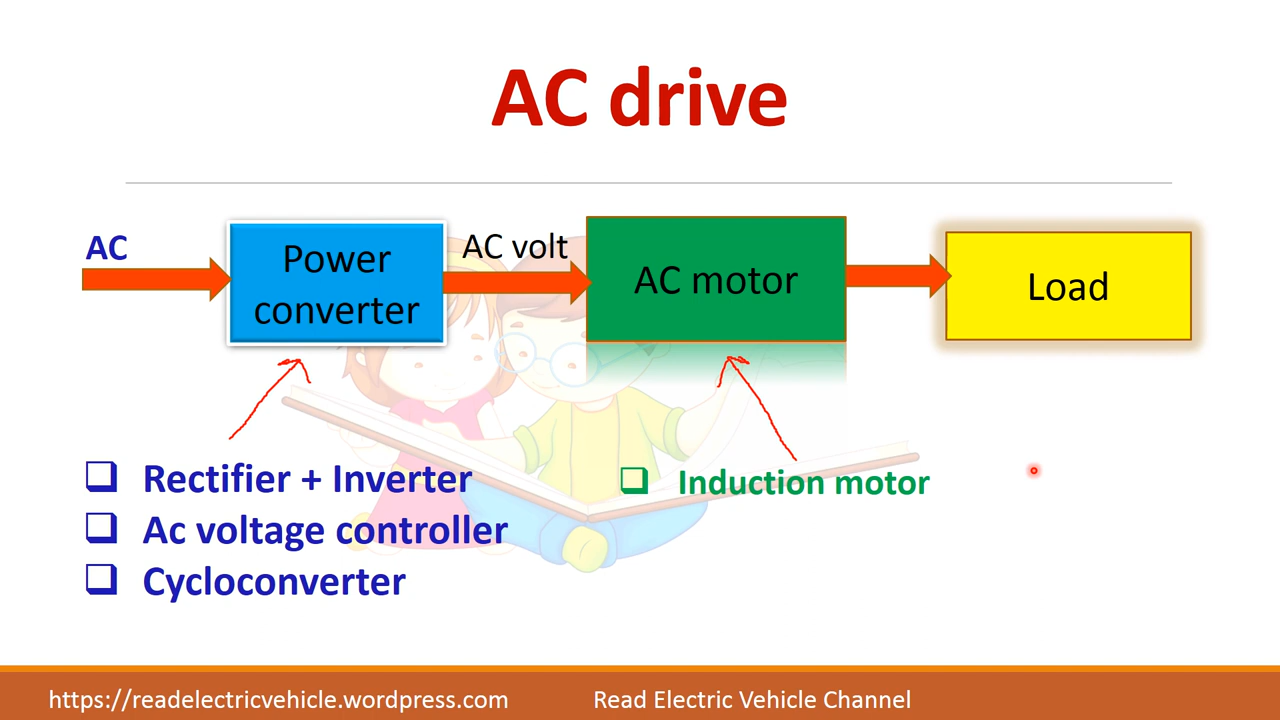 AC drive
AC
Power
converter
AC volt
AC motor
Load
Rectifier + Inverter
Ac voltage controller
Cycloconverter
Induction motor
https://readelectricvehicle.wordpress.com
Read Electric Vehicle Channel